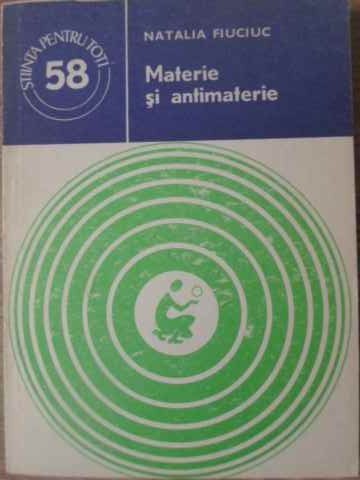 ȘTIINȚA PENTRU TOȚI
58
NATALIA FIUCIUC
Materie
și antimaterie